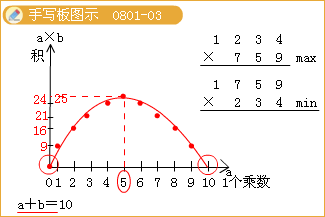 手写板图示 0801-03
a×b
积
24 25
21
16
9
0 1 2 3 4 5 6 7 8 9 10 1个乘数
a
a+b=10
1 2 3 4
× 7 5 9 max
1 7 5 9
× 2 3 4 min